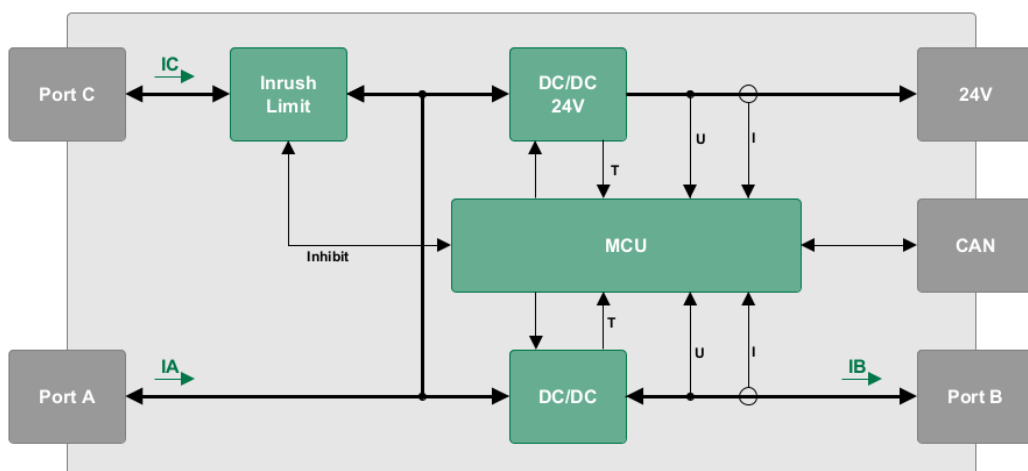 IC
Port C
Inrush
Limit
DC/DC
24V
24V
U
I
T
MCU
CAN
Inhibit
T
U
I
IA
IB
Port A
DC/DC
Port B